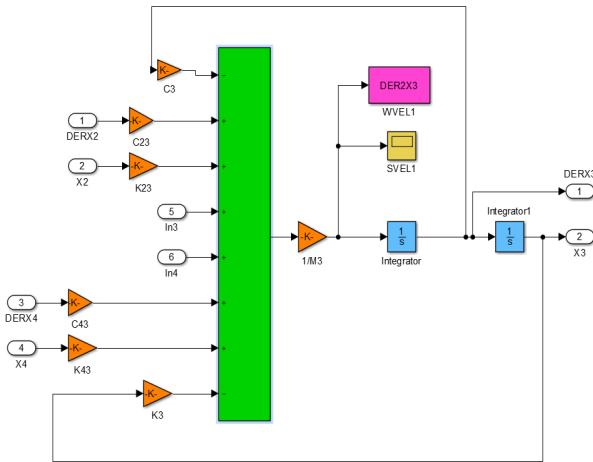 -K-
C3
DER2X3
WVEL1
1
DERX2
-K-
C23
2
X2
-K-
K23
SVEL1
DERX3
1
5
In3
Integrator1
-K-
1/M3
1
s
Integrator
1
s
2
X3
6
In4
3
DERX4
-K-
C43
4
X4
-K-
K43
-K-
K3